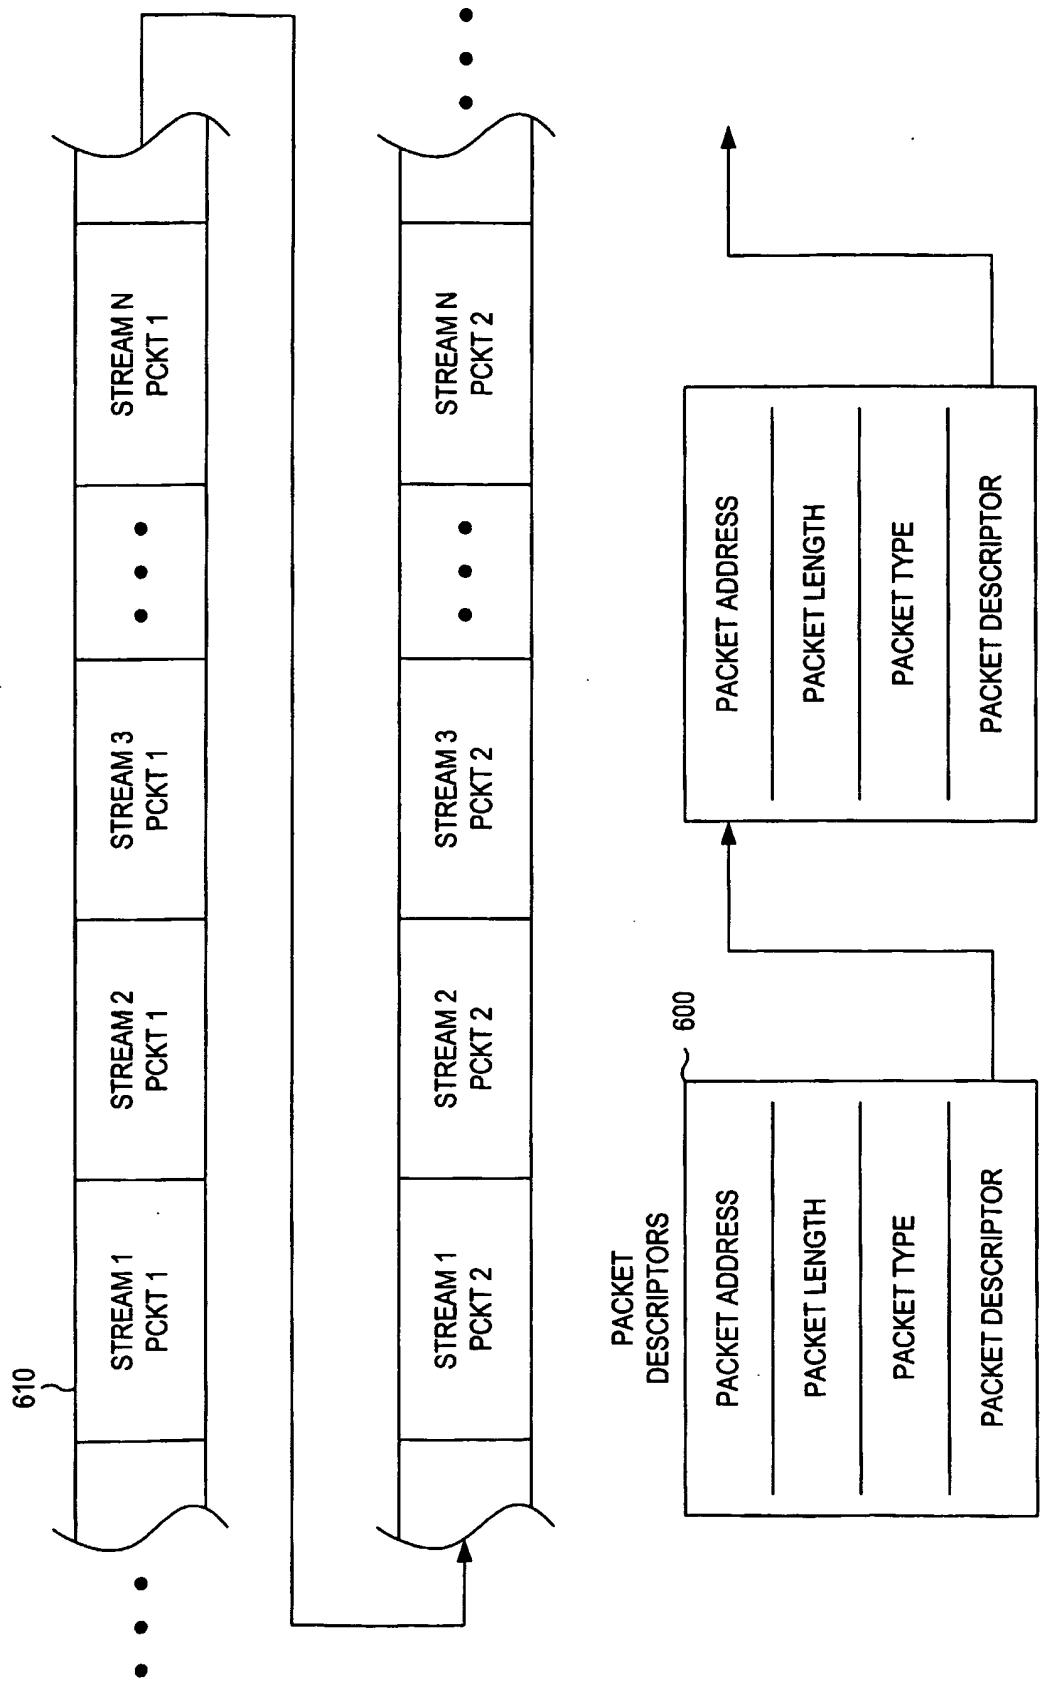 610
STREAM 1
PCKT 1
STREAM 2
PCKT 1
STREAM 3
PCKT 1
STREAM N
PCKT 1
STREAM 1
PCKT 2
STREAM 2
PCKT 2
STREAM 3
PCKT 2
STREAM N
PCKT 2
PACKET
DESCRIPTORS
600
PACKET ADDRESS
PACKET LENGTH
PACKET TYPE
PACKET DESCRIPTOR
PACKET ADDRESS
PACKET LENGTH
PACKET TYPE
PACKET DESCRIPTOR